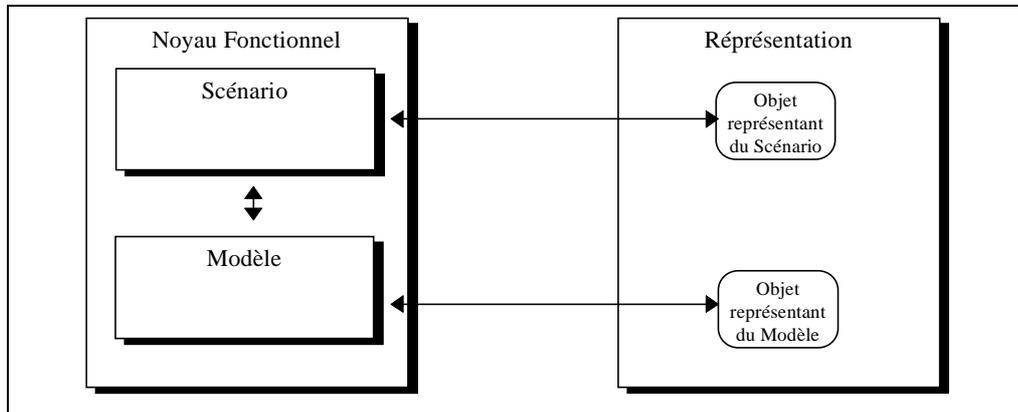 Noyau Fonctionnel
Scénario
Modèle
Réprésentation
Objet
représentant
du Scénario
Objet
représentant
du Modèle